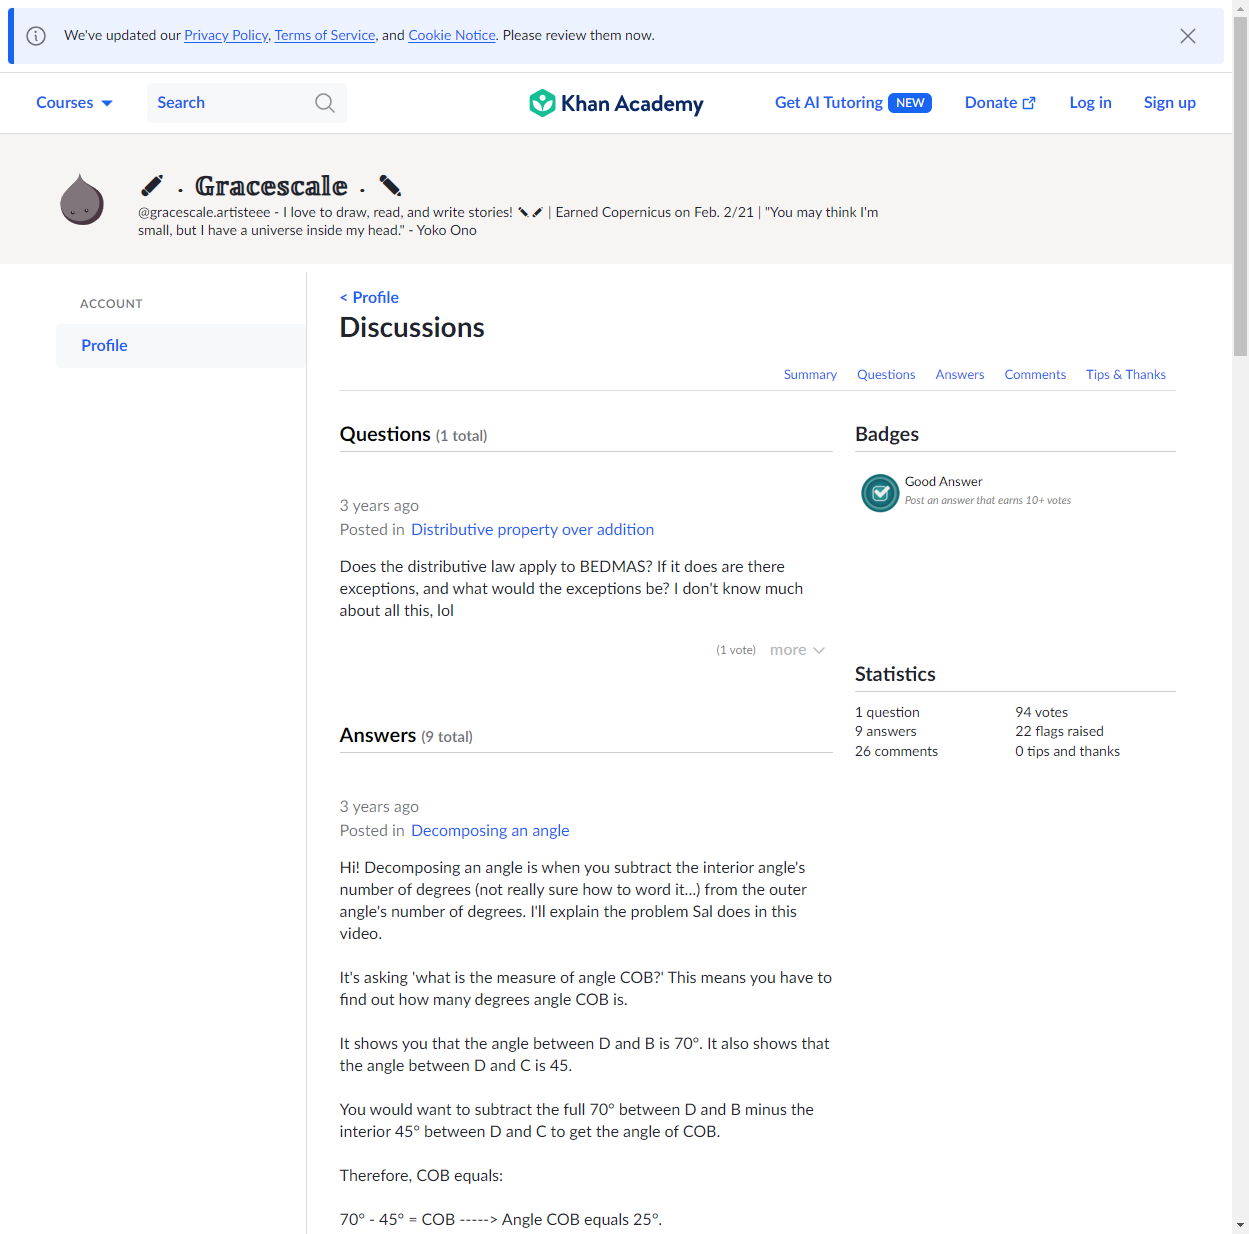 We've updated our Privacy Policy, Terms of Service, and Cookie Notice. Please review them now.
Courses
Search
Khan Academy
Get AI Tutoring NEW
Donate
Log in
Sign up
. 𝔾𝕣𝕒𝕔𝕖𝕤𝕔𝕒𝕝𝕖 .
@gracescale.artisteee - I love to draw, read, and write stories! ✎✐ | Earned Copernicus on Feb. 2/21 | "You may think I'm
small, but I have a universe inside my head." - Yoko Ono
ACCOUNT
Profile
< Profile
Discussions
Summary
Questions
Answers
Comments
Tips & Thanks
Questions (1 total)
3 years ago
Posted in Distributive property over addition
Does the distributive law apply to BEDMAS? If it does are there
exceptions, and what would the exceptions be? I don't know much
about all this, lol
(1 vote) more
Answers (9 total)
3 years ago
Posted in Decomposing an angle
Hi! Decomposing an angle is when you subtract the interior angle's
number of degrees (not really sure how to word it...) from the outer
angle's number of degrees. I'll explain the problem Sal does in this
video.
It's asking 'what is the measure of angle COB?' This means you have to
find out how many degrees angle COB is.
It shows you that the angle between D and B is 70°. It also shows that
the angle between D and C is 45.
You would want to subtract the full 70° between D and B minus the
interior 45° between D and C to get the angle of COB.
Therefore, COB equals:
70° - 45° = COB -----> Angle COB equals 25°.
Badges
Good Answer
Post an answer that earns 10+ votes
Statistics
1 question
9 answers
26 comments
94 votes
22 flags raised
0 tips and thanks